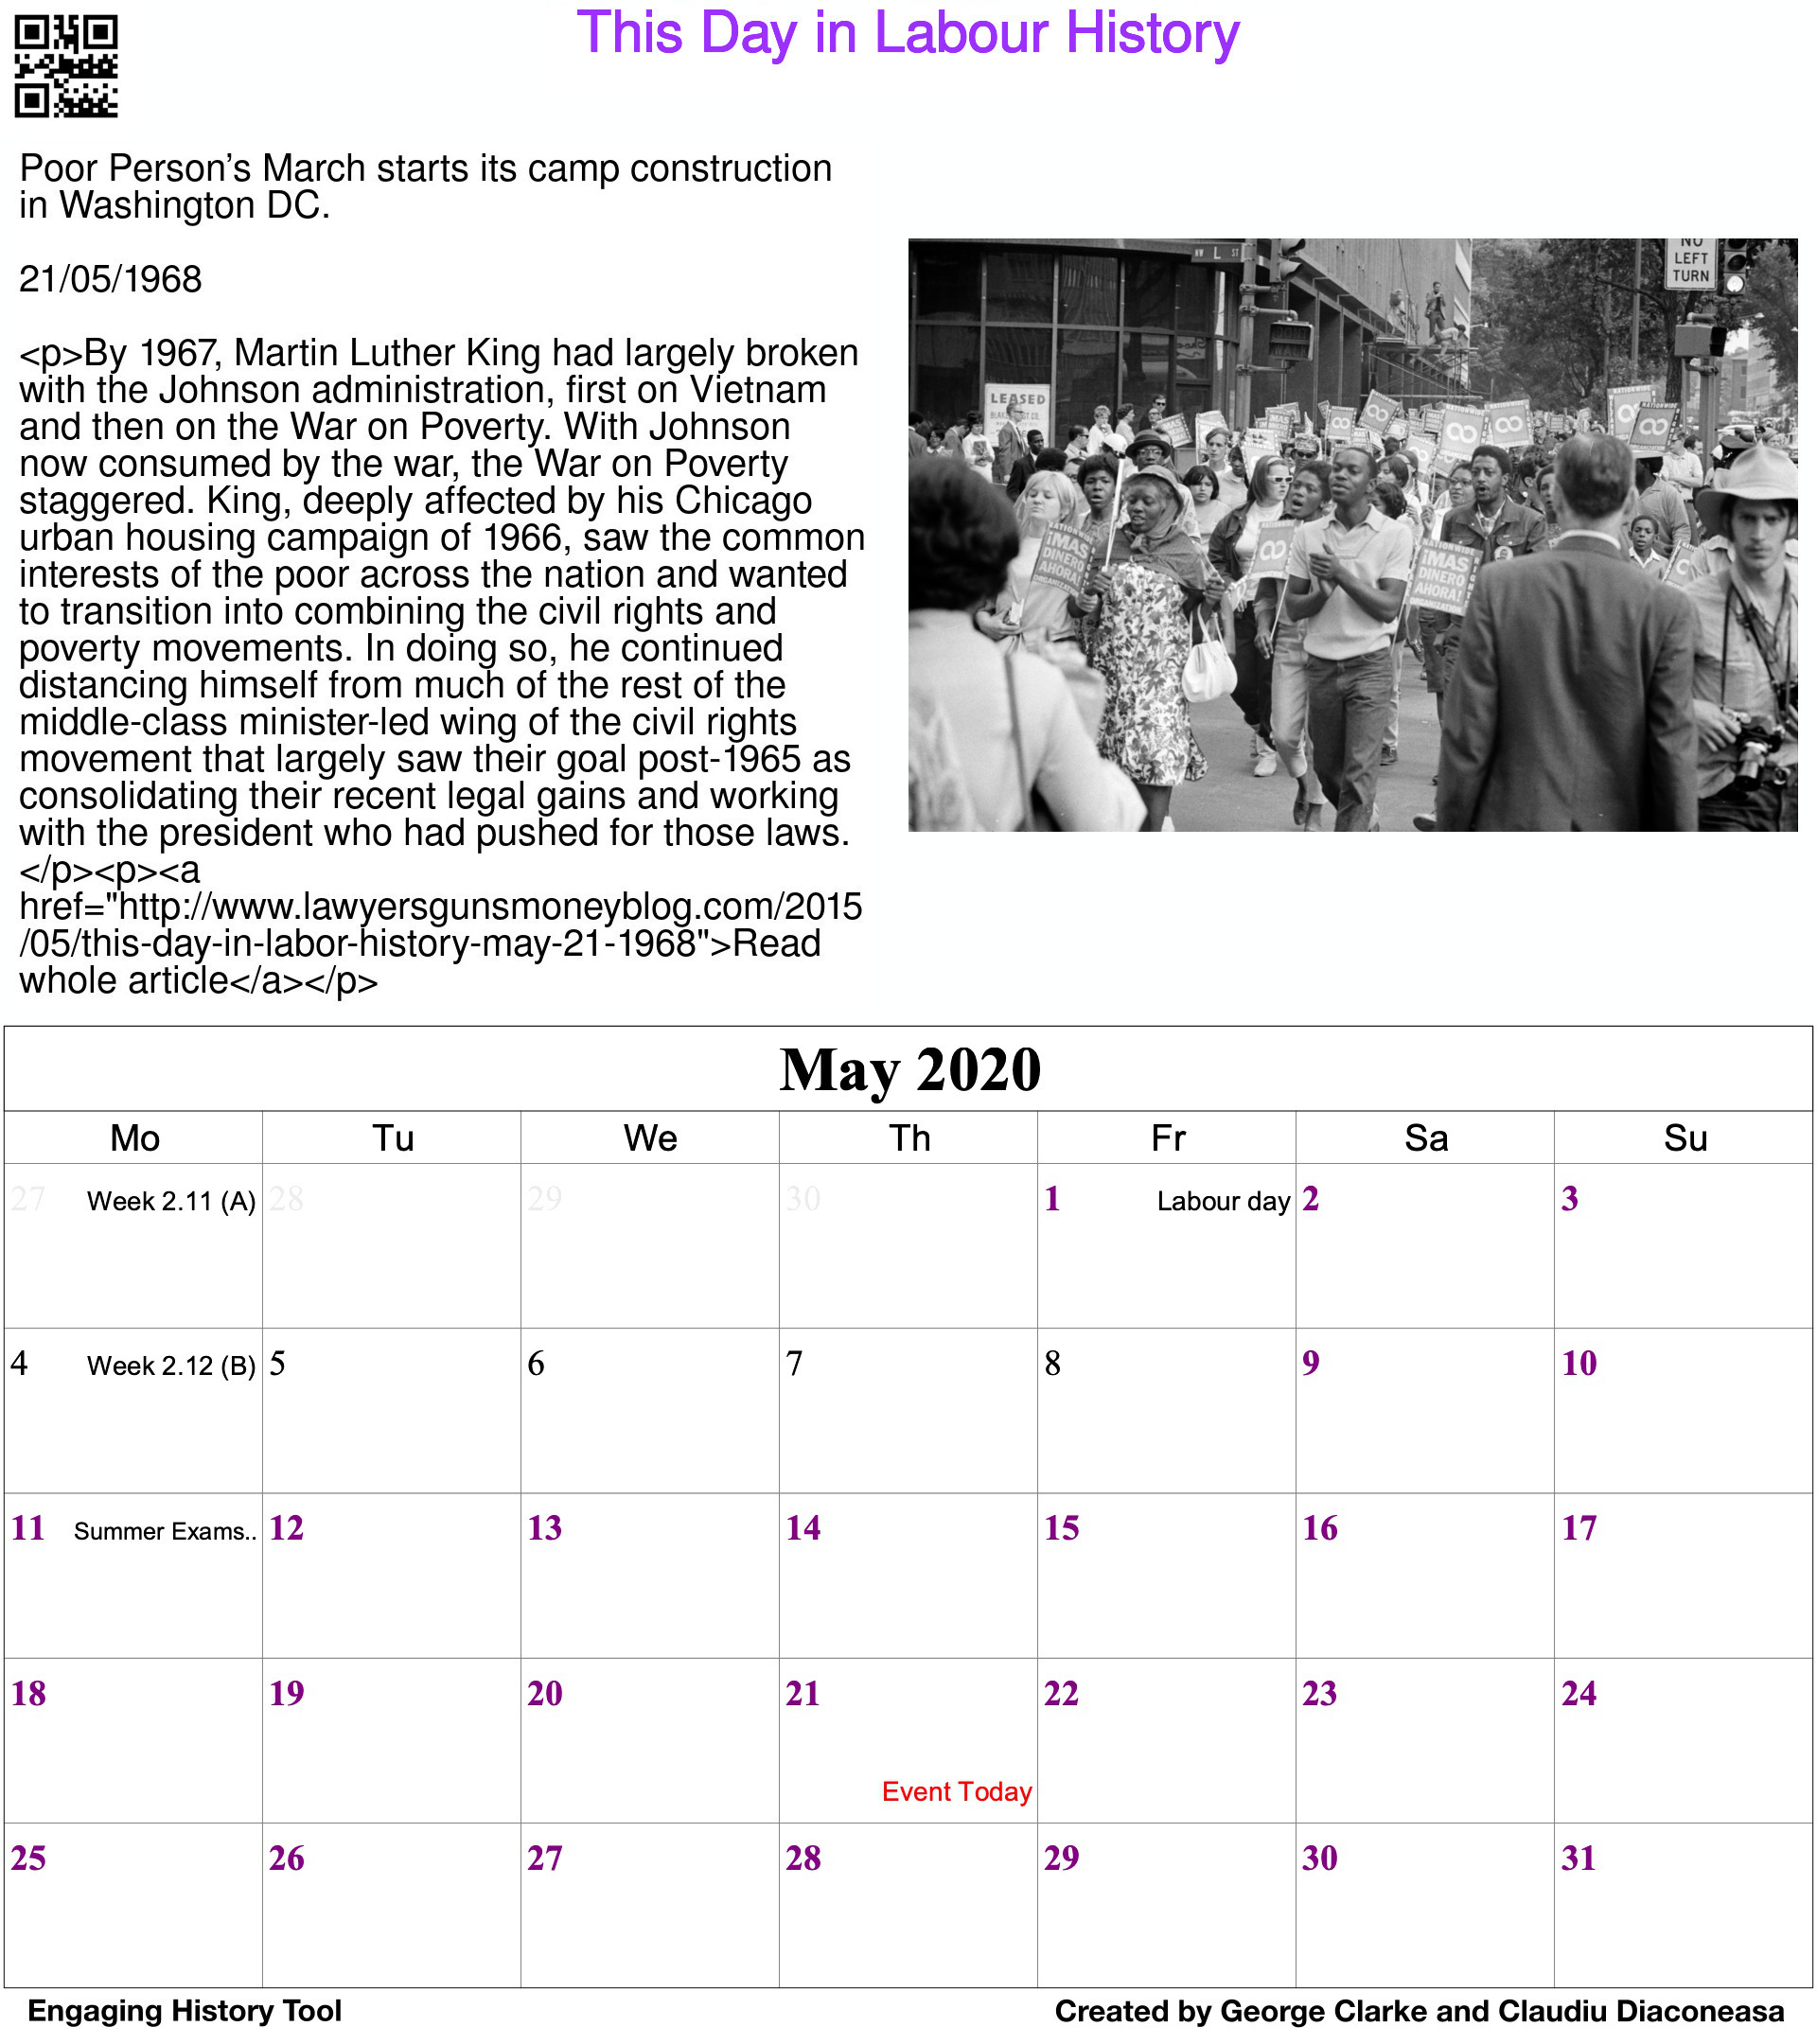 This Day in Labour History
Poor Person’s March starts its camp construction
in Washington DC.
21/05/1968
<p>By 1967, Martin Luther King had largely broken
with the Johnson administration, first on Vietnam
and then on the War on Poverty. With Johnson
now consumed by the war, the War on Poverty
staggered. King, deeply affected by his Chicago
urban housing campaign of 1966, saw the common
interests of the poor across the nation and wanted
to transition into combining the civil rights and
poverty movements. In doing so, he continued
distancing himself from much of the rest of the
middle-class minister-led wing of the civil rights
movement that largely saw their goal post-1965 as
consolidating their recent legal gains and working
with the president who had pushed for those laws.
</p><p><a
href="http://www.lawyersgunsmoneyblog.com/2015
/05/this-day-in-labor-history-may-21-1968">Read
whole article</a></p>
NW L ST
NO
LEFT
TURN
LEASED
NATIONWIDE
¡MAS
DINERO
AHORA!
ORGANIZATION
NATIONWIDE
¡MAS
DINERO
AHORA!
ORGANIZATION
May 2020
Mo Tu We Th Fr Sa Su
27 Week 2.11 (A) 28 29 30 1 Labour day 2 3
4 Week 2.12 (B) 5 6 7 8 9 10
11 Summer Exams.. 12 13 14 15 16 17
18 19 20 21 22 23 24
Event Today
25 26 27 28 29 30 31
Engaging History Tool Created by George Clarke and Claudiu Diaconeasa